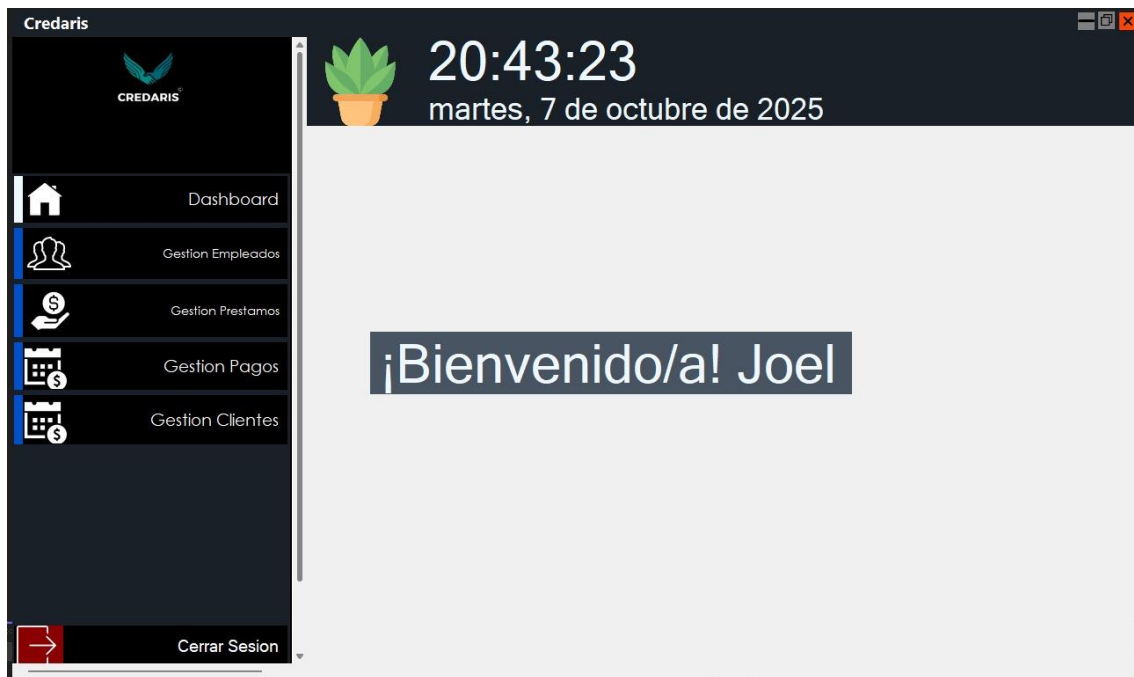 Credaris
CREDARIS
20:43:23
martes, 7 de octubre de 2025
Dashboard
Gestion Empleados
Gestion Prestamos
Gestion Pagos
Gestion Clientes
¡Bienvenido/a! Joel
Cerrar Sesion